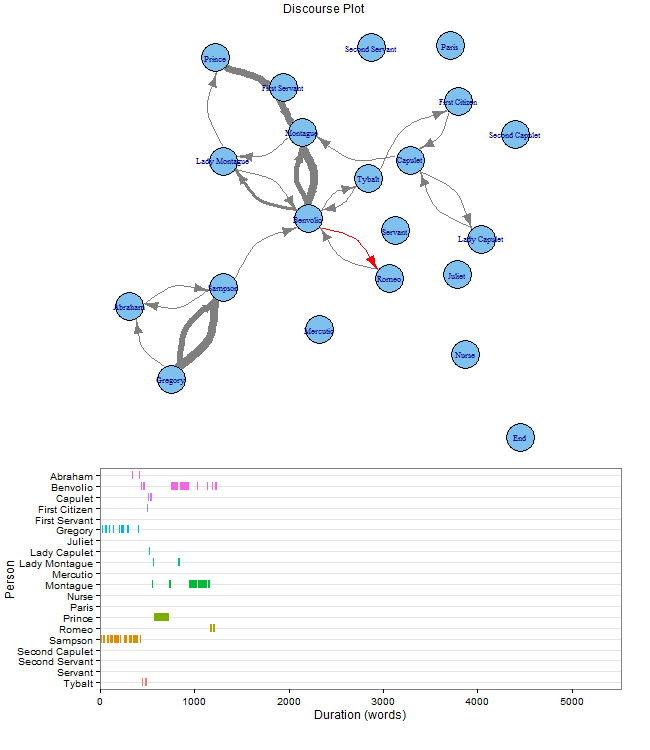 Discourse Plot
Second Servant
Paris
Prince
First Servant
First Citizen
Montague
Second Capulet
Lady Montague
Capulet
Tybalt
Benvolio
Servant
Lady Capulet
Romeo
Juliet
Sampson
Abraham
Mercutio
Nurse
Gregory
End
Abraham
Benvolio
Capulet
First Citizen
First Servant
Gregory
Juliet
Lady Capulet
Lady Montague
Mercutio
Montague
Nurse
Paris
Prince
Romeo
Sampson
Second Capulet
Second Servant
Servant
Tybalt
Person
0 1000 2000 3000 4000 5000
Duration (words)